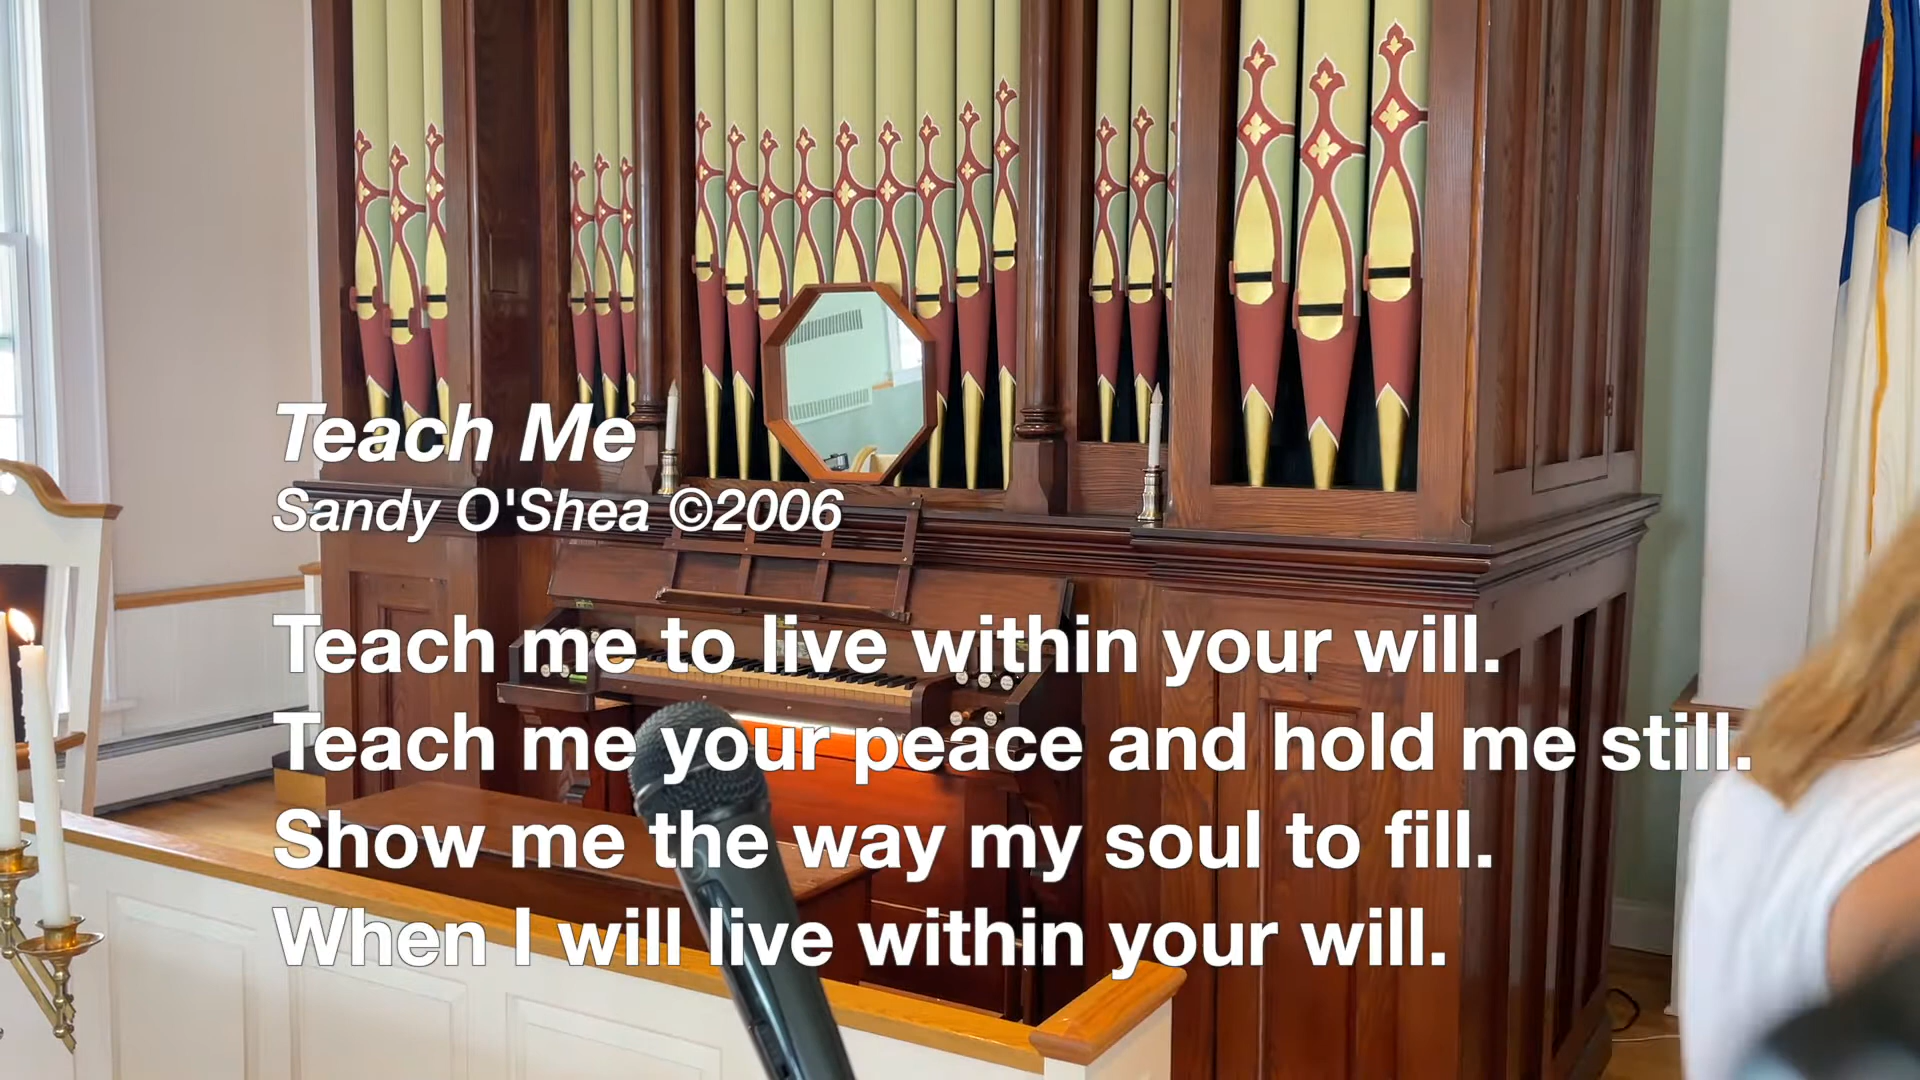 Teach Me
Sandy O'Shea ©2006
Teach me to live within your will.
Teach me your peace and hold me still.
Show me the way my soul to fill.
When I will live within your will.